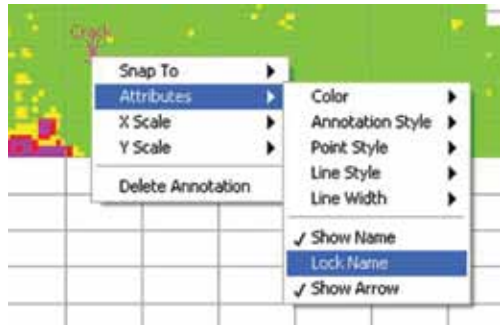 Crack
Snap To
Attributes
X Scale
Y Scale
Delete Annotation
Color
Annotation Style
Point Style
Line Style
Line Width
✓ Show Name
Lock Name
✓ Show Arrow